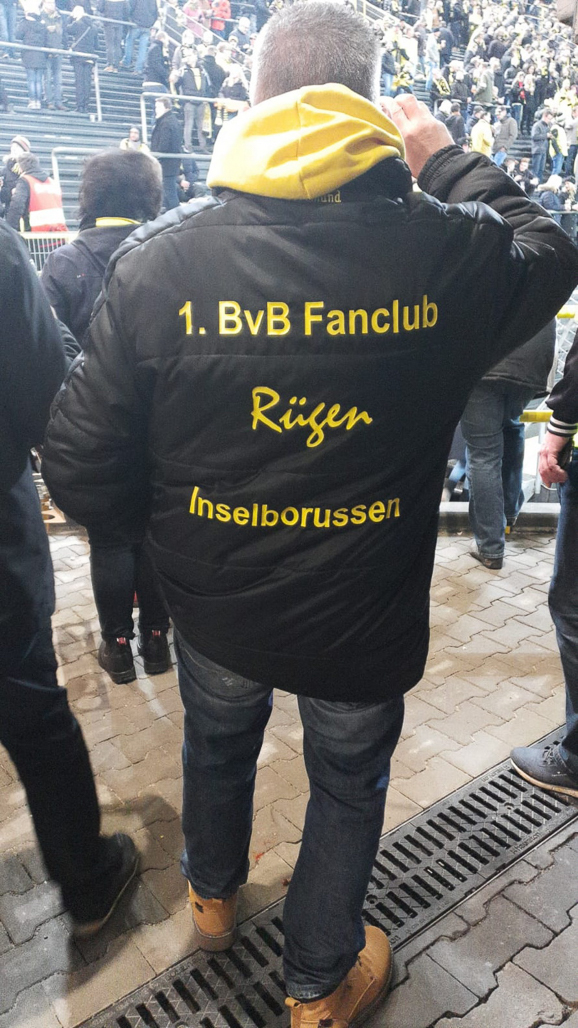 1. BvB Fanclub
Rügen
Inselborussen